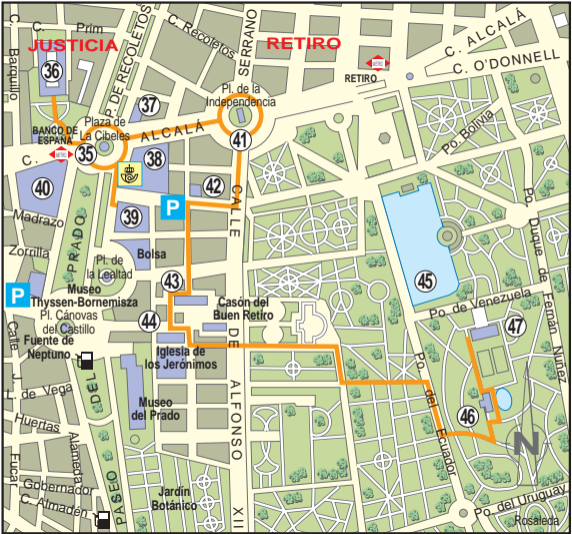 C. Prim
C. Recoletos
JUSTICIA
RETIRO
C. Barquillo
P. DE RECOLETOS
SERRANO
C. ALCALÁ
C. O'DONNELL
METRO
RETIRO
36
37
Pl. de la
Independencia
Plaza de
La Cibeles
ALCALÁ
BANCO DE
ESPAÑA
METRO
C.
35
38
41
Po. Bolivia
40
42
CALLE
Madrazo
39
P
PRADO
Bolsa
Zorrilla
Pl. de
la Lealtad
Po. Duque de Fernán Núñez
43
45
P
Museo
Thyssen-Bornemisza
Casón del
Buen Retiro
Po. de Venezuela
Pl. Cánovas
del Castillo
44
DE
47
Calle
Fuente de
Neptuno
Iglesia de
los Jerónimos
Po. del Ecuador
J.
L. de Vega
DEL
Museo
del Prado
ALFONSO
46
Huertas
N
Alameda
Fucar
Gobernador
C. Almadén
PASEO
Jardín
Botánico
XII
Po. del Uruguay
Rosaleda